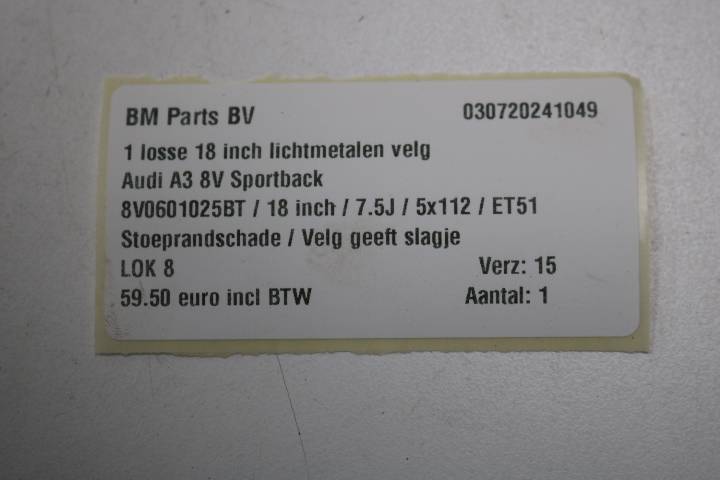 BM Parts BV 030720241049
1 losse 18 inch lichtmetalen velg
Audi A3 8V Sportback
8V0601025BT / 18 inch / 7.5J / 5x112 / ET51
Stoeprandschade / Velg geeft slagje
LOK 8 Verz: 15
59.50 euro incl BTW Aantal: 1